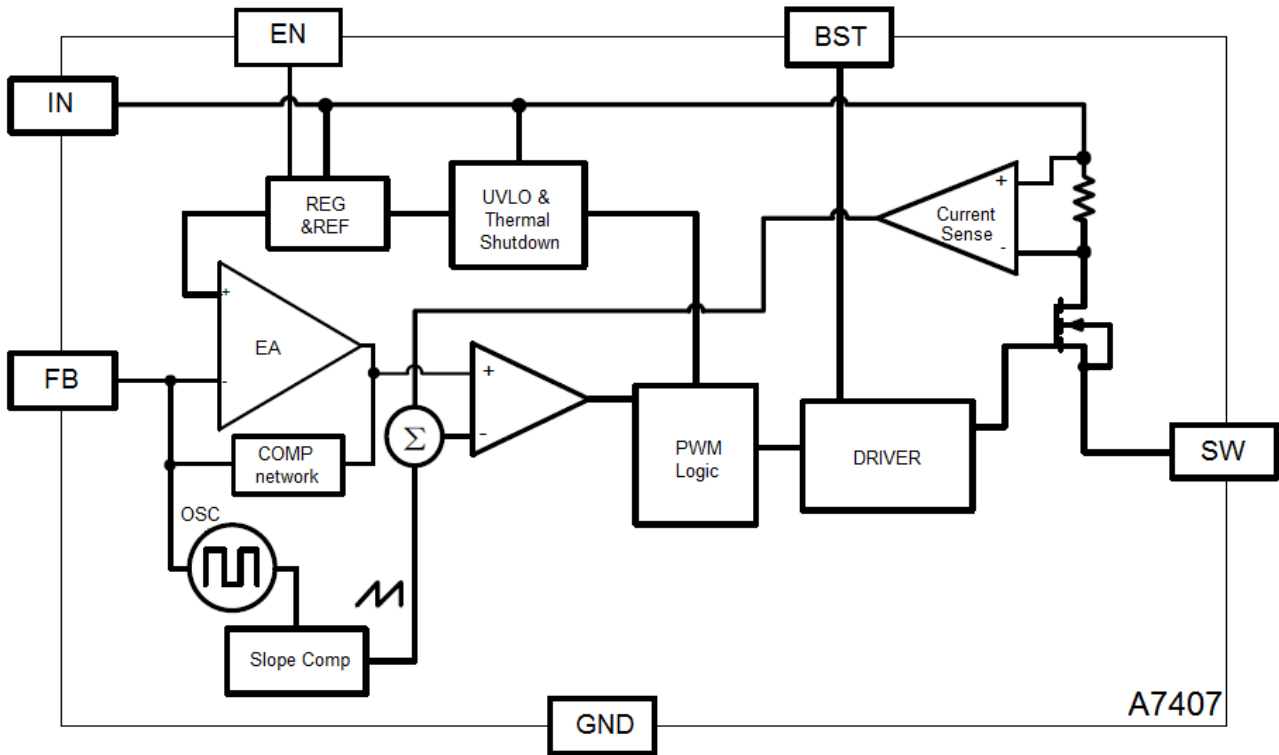 EN
BST
IN
REG
&REF
UVLO &
Thermal
Shutdown
+
Current
Sense
-
+
EA
-
FB
+
Σ
-
COMP
network
PWM
Logic
DRIVER
SW
OSC
Slope Comp
GND
A7407